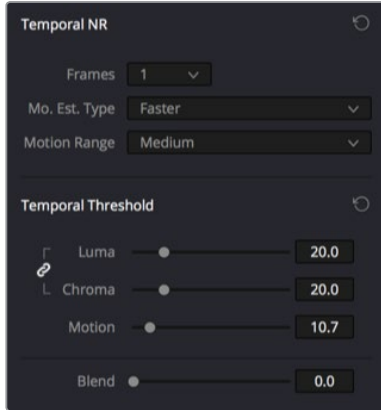 Temporal NR
Frames 1
Mo. Est. Type Faster
Motion Range Medium
Temporal Threshold
Luma 20.0
Chroma 20.0
Motion 10.7
Blend 0.0